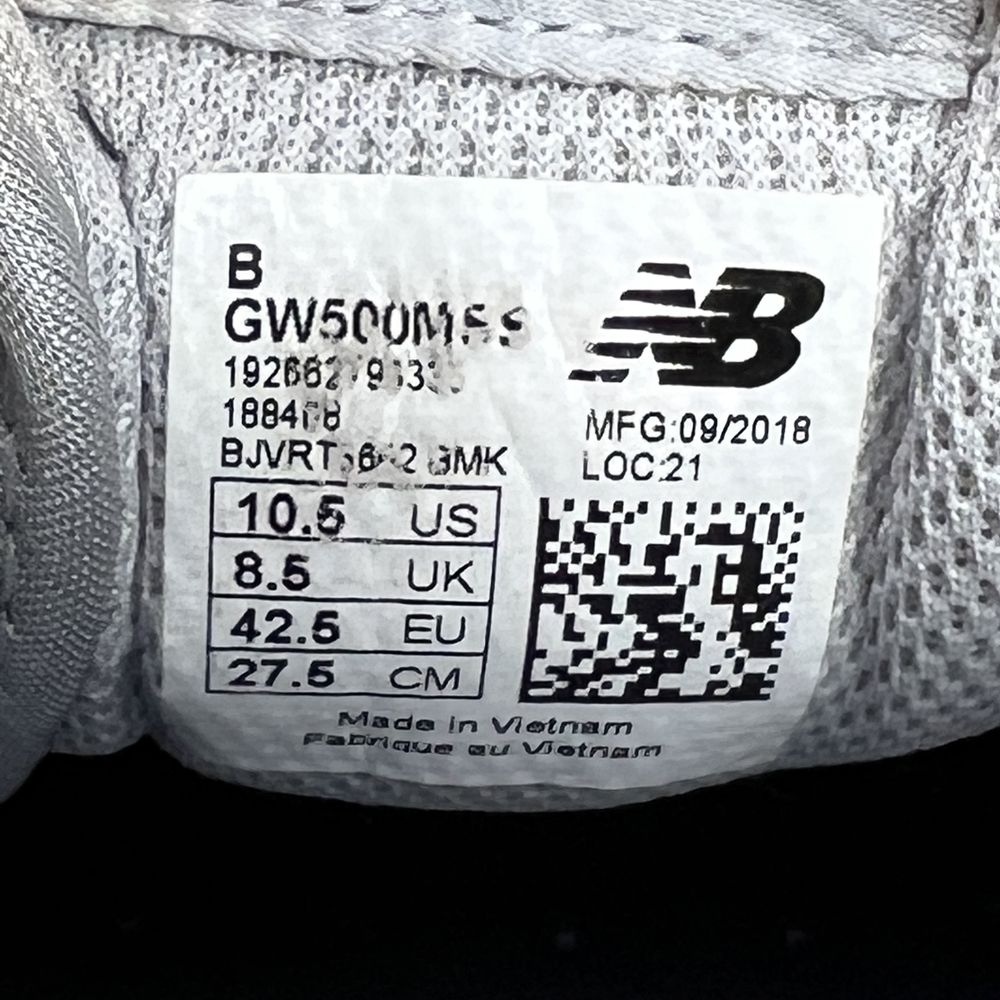 B
NB
MFG:09/2018
LOC:21
10.5 US
8.5 UK
42.5 EU
27.5 CM
Made in Vietnam
Fabrique au Vietnam